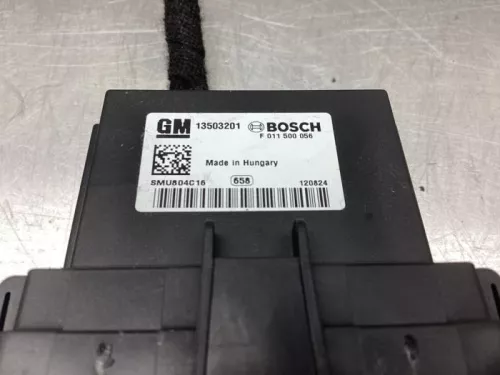 GM 13503201 BOSCH
F 011 500 056
Made in Hungary
SMU804C16 658 120824